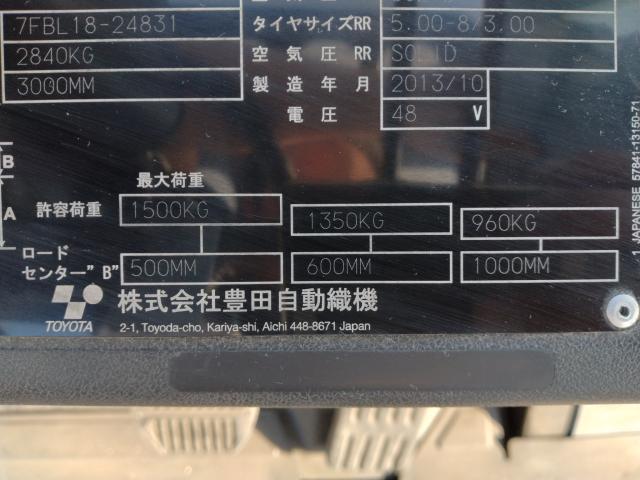 7FBL18-24831 タイヤサイズRR 5.00-8/3.00
2840KG 空気圧 RR SOLID
3000MM 製造年月 2013/10
電圧 48 V
B
A
最大荷重
許容荷重 1500KG 1350KG 960KG
ロード
センター"B" 500MM 600MM 1000MM
株式会社豊田自動織機
TOYOTA 2-1, Toyoda-cho, Kariya-shi, Aichi 448-8671 Japan
JAPANESE 57841-13150-71